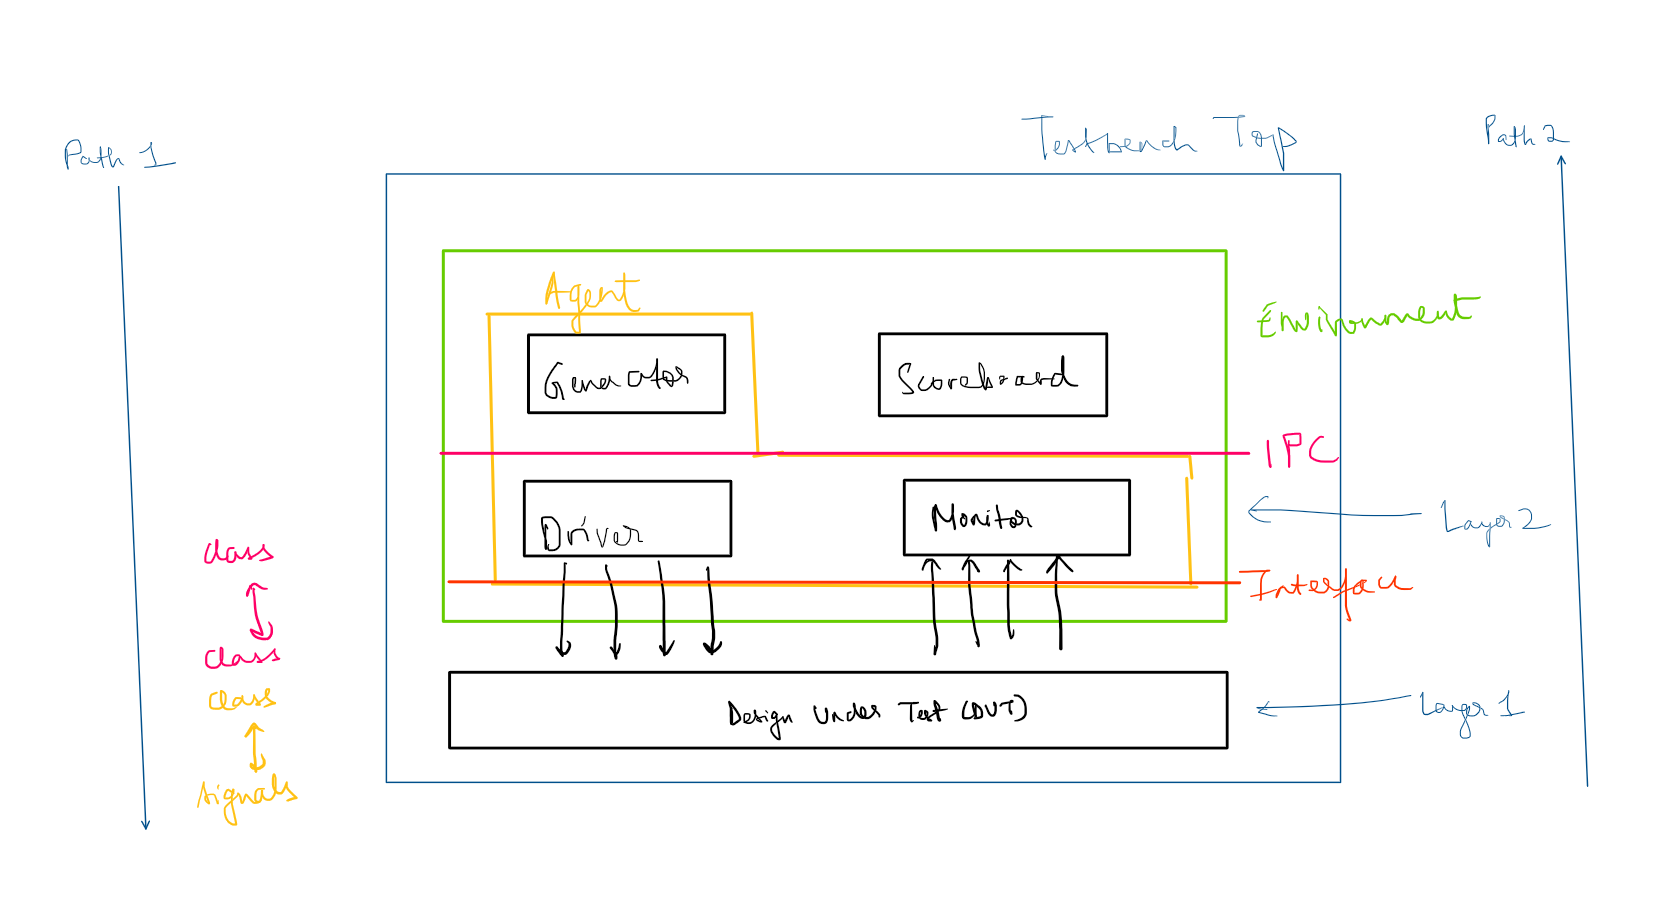 Testbench Top
Path 1
Path 2
Agent
Environment
Generator
Scoreboard
IPC
Driver
Monitor
Layer 2
class
Interface
class
class
Design Under Test (DUT)
Layer 1
signals